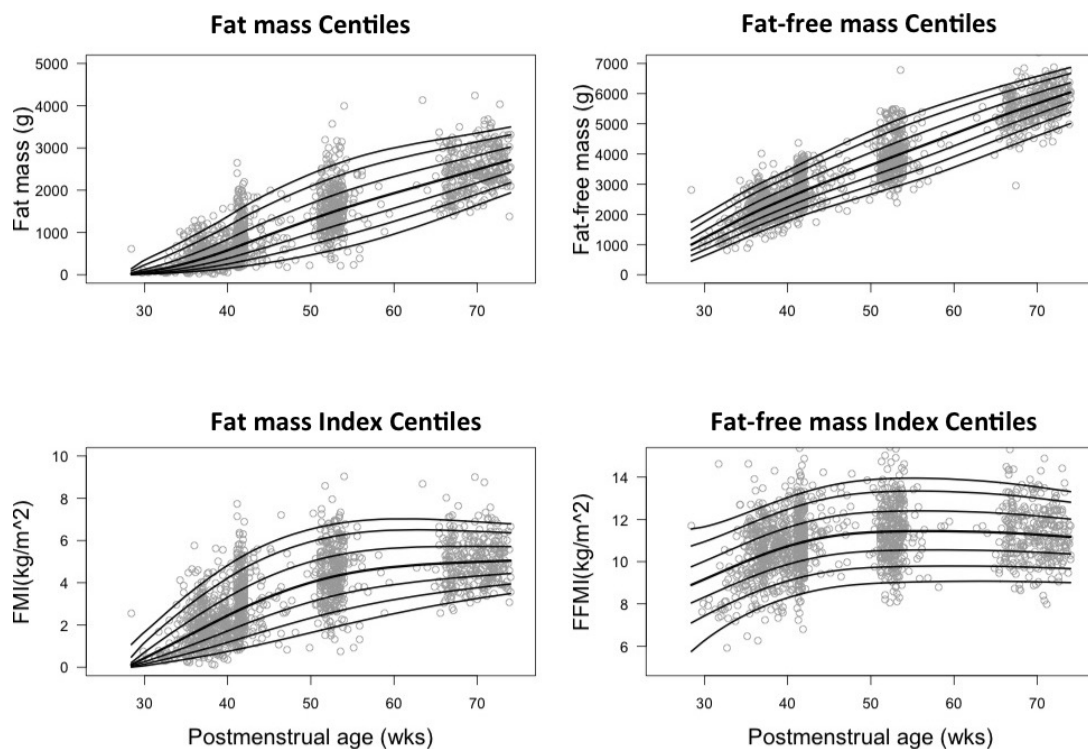 Fat mass Centiles
Fat mass (g)
5000
4000
3000
2000
1000
0
30 40 50 60 70
Fat-free mass Centiles
Fat-free mass (g)
7000
6000
5000
4000
3000
2000
1000
0
30 40 50 60 70
Fat mass Index Centiles
FMI(kg/m^2)
10
8
6
4
2
0
30 40 50 60 70
Postmenstrual age (wks)
Fat-free mass Index Centiles
FFMI(kg/m^2)
14
12
10
8
6
30 40 50 60 70
Postmenstrual age (wks)